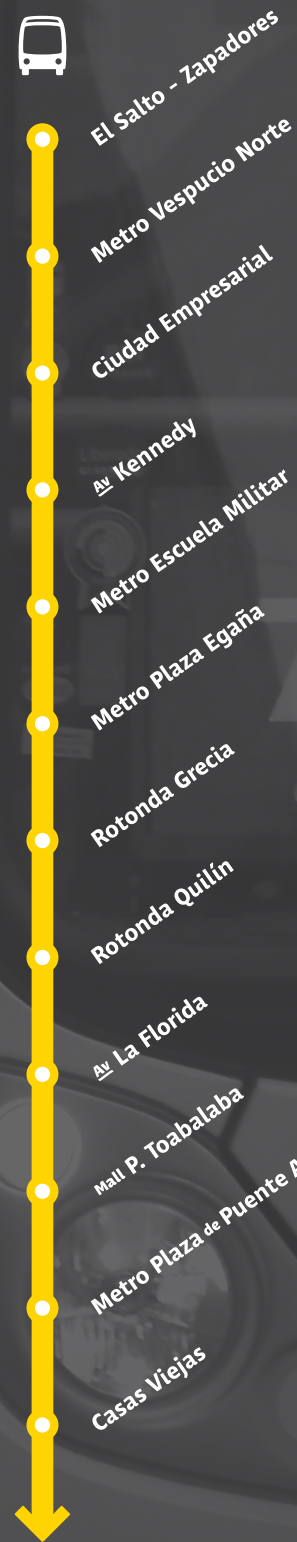 El Salto - Zapadores
Metro Vespucio Norte
Ciudad Empresarial
Av Kennedy
Metro Escuela Militar
Metro Plaza Egaña
Rotonda Grecia
Rotonda Quilín
Av La Florida
Mall P. Toabalaba
Metro Plaza de Puente
Casas Viejas